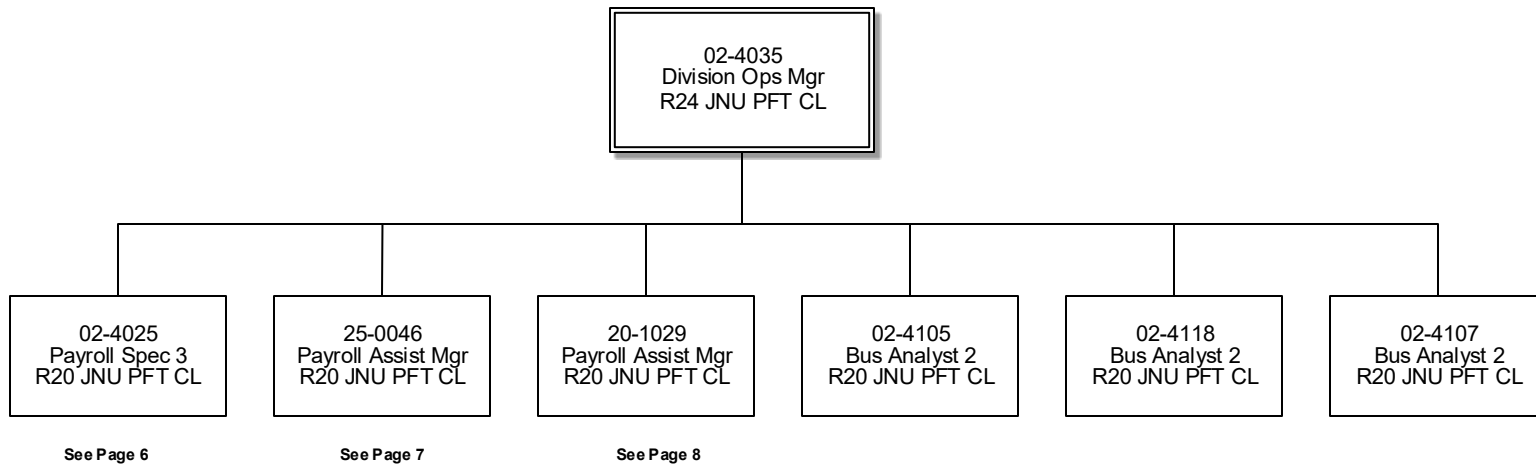 02-4035
Division Ops Mgr
R24 JNU PFT CL
02-4025
Payroll Spec 3
R20 JNU PFT CL
See Page 6
25-0046
Payroll Assist Mgr
R20 JNU PFT CL
See Page 7
20-1029
Payroll Assist Mgr
R20 JNU PFT CL
See Page 8
02-4105
Bus Analyst 2
R20 JNU PFT CL
02-4118
Bus Analyst 2
R20 JNU PFT CL
02-4107
Bus Analyst 2
R20 JNU PFT CL